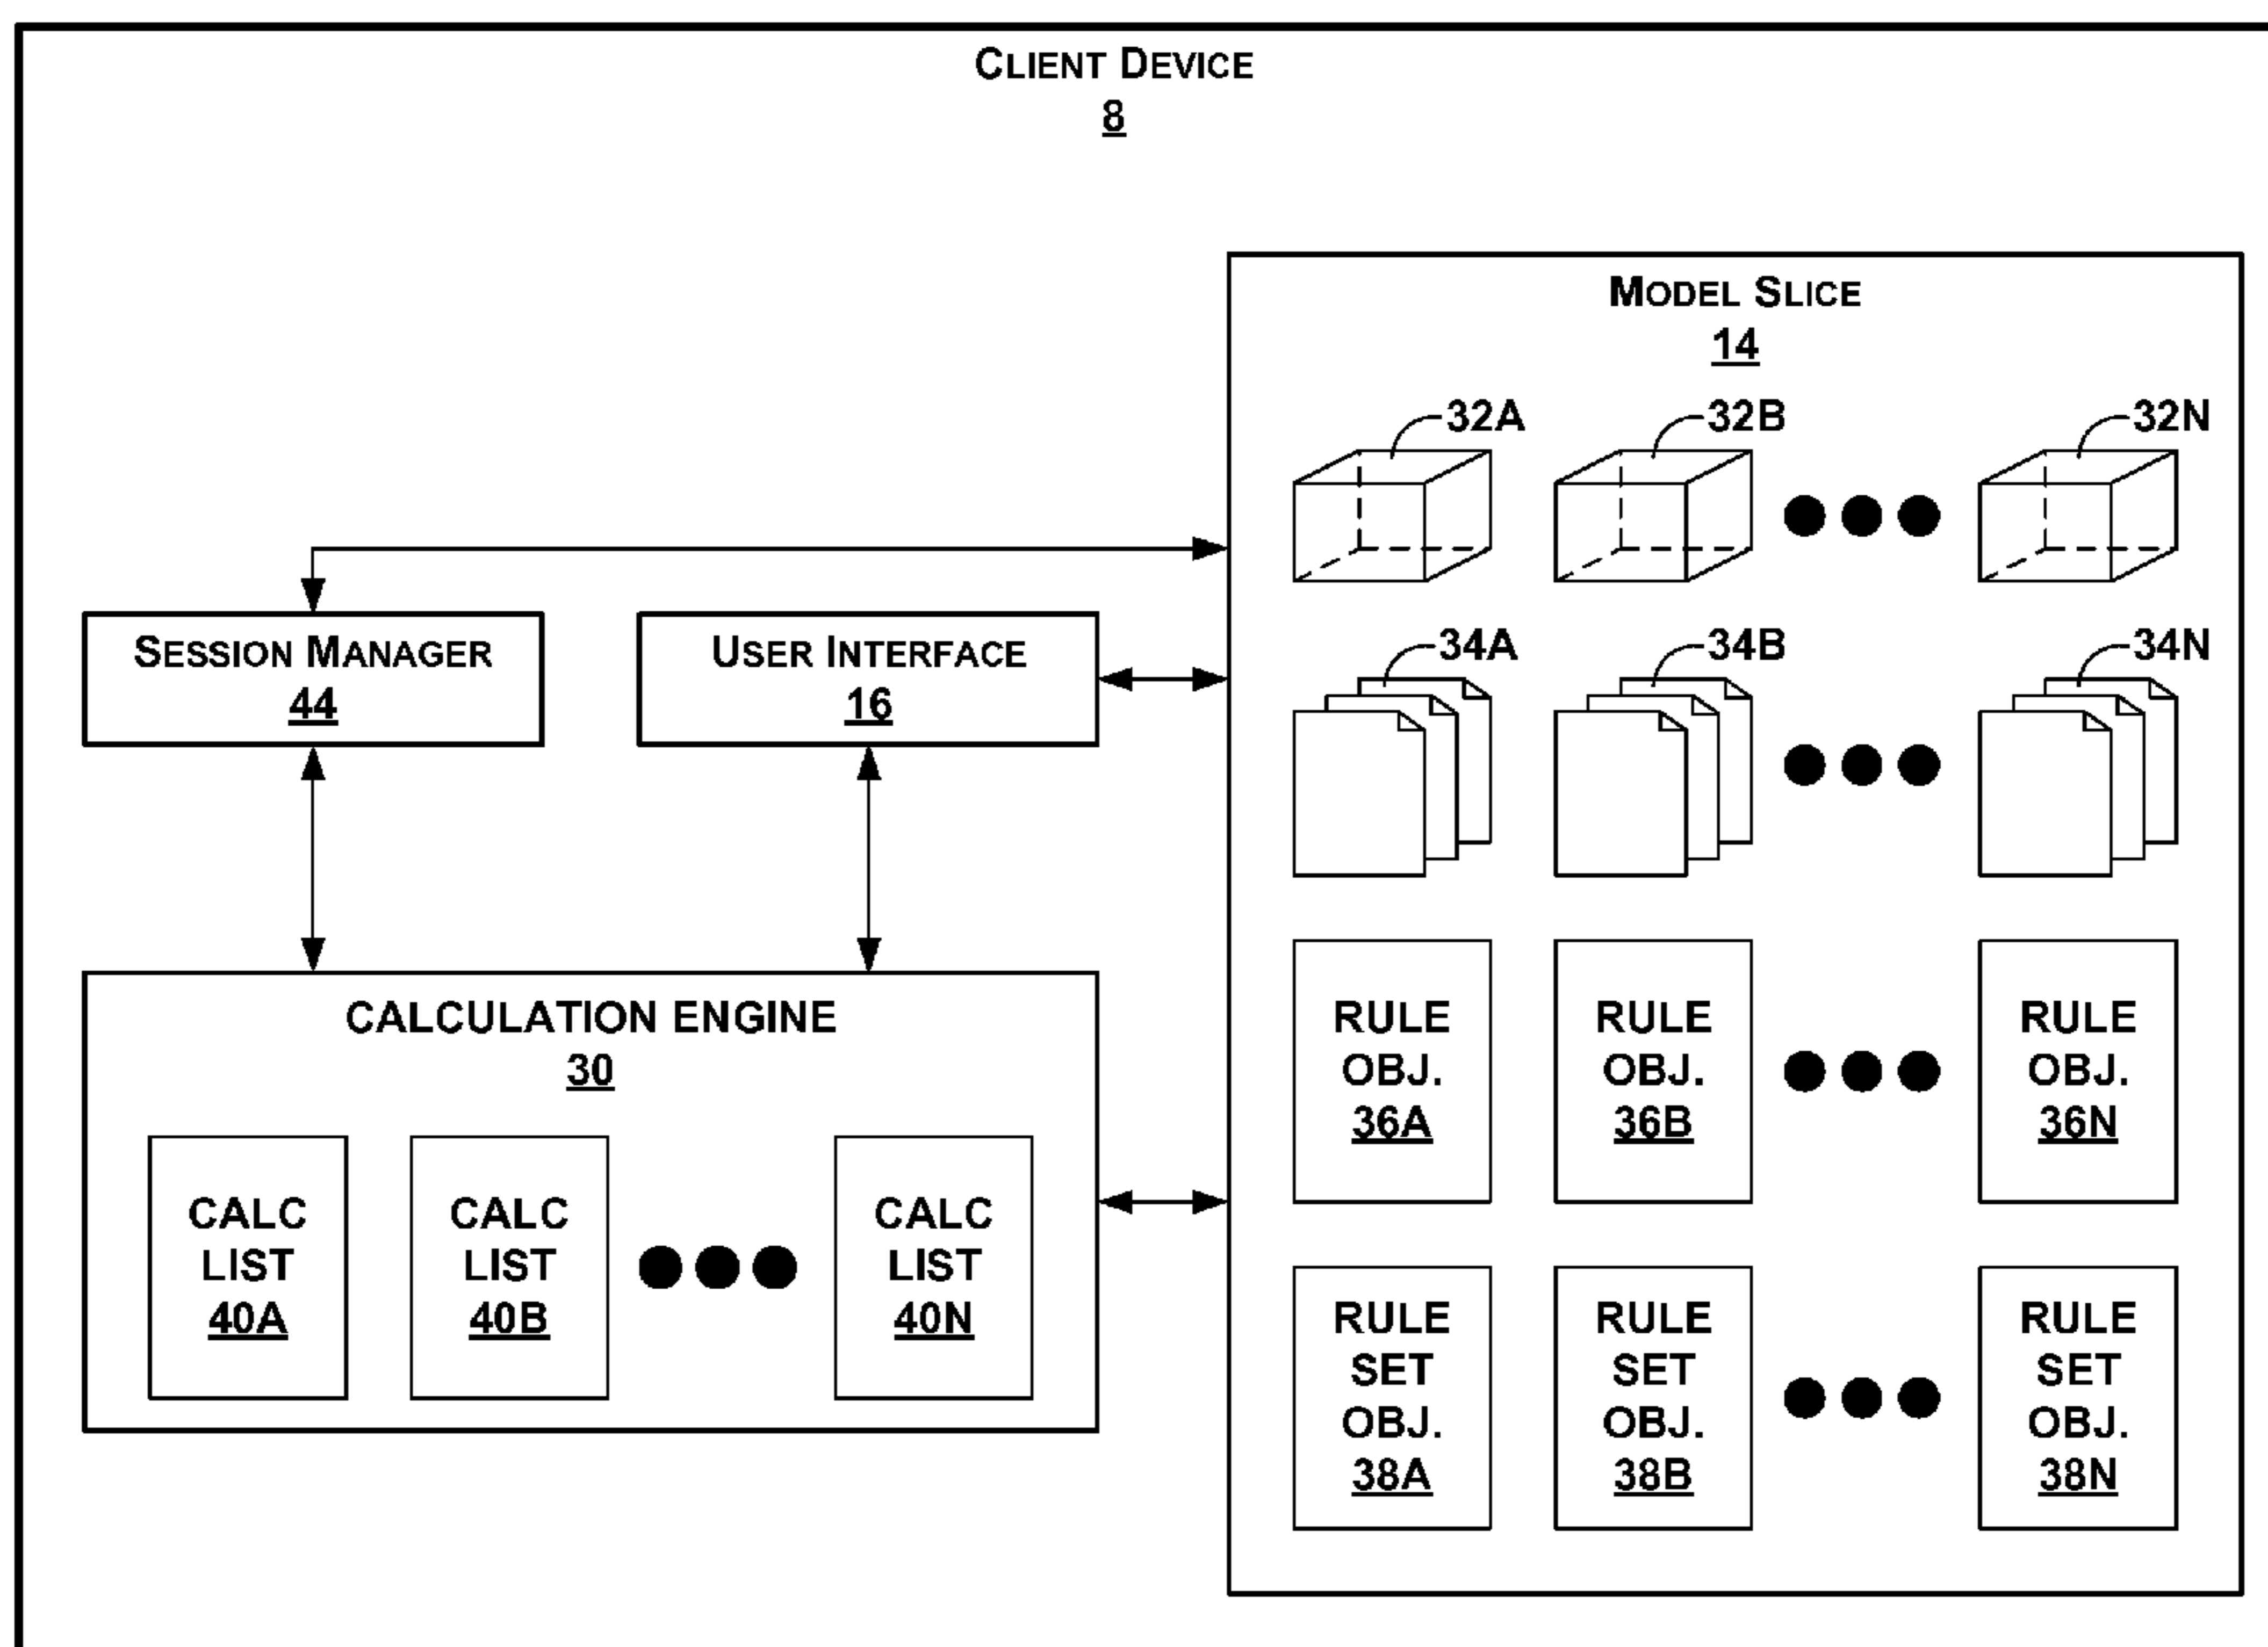 CLIENT DEVICE
8
MODEL SLICE
14
32A
32B
32N
34A
34B
34N
SESSION MANAGER
44
USER INTERFACE
16
CALCULATION ENGINE
30
CALC
LIST
40A
CALC
LIST
40B
CALC
LIST
40N
RULE
OBJ.
36A
RULE
OBJ.
36B
RULE
OBJ.
36N
RULE
SET
OBJ.
38A
RULE
SET
OBJ.
38B
RULE
SET
OBJ.
38N